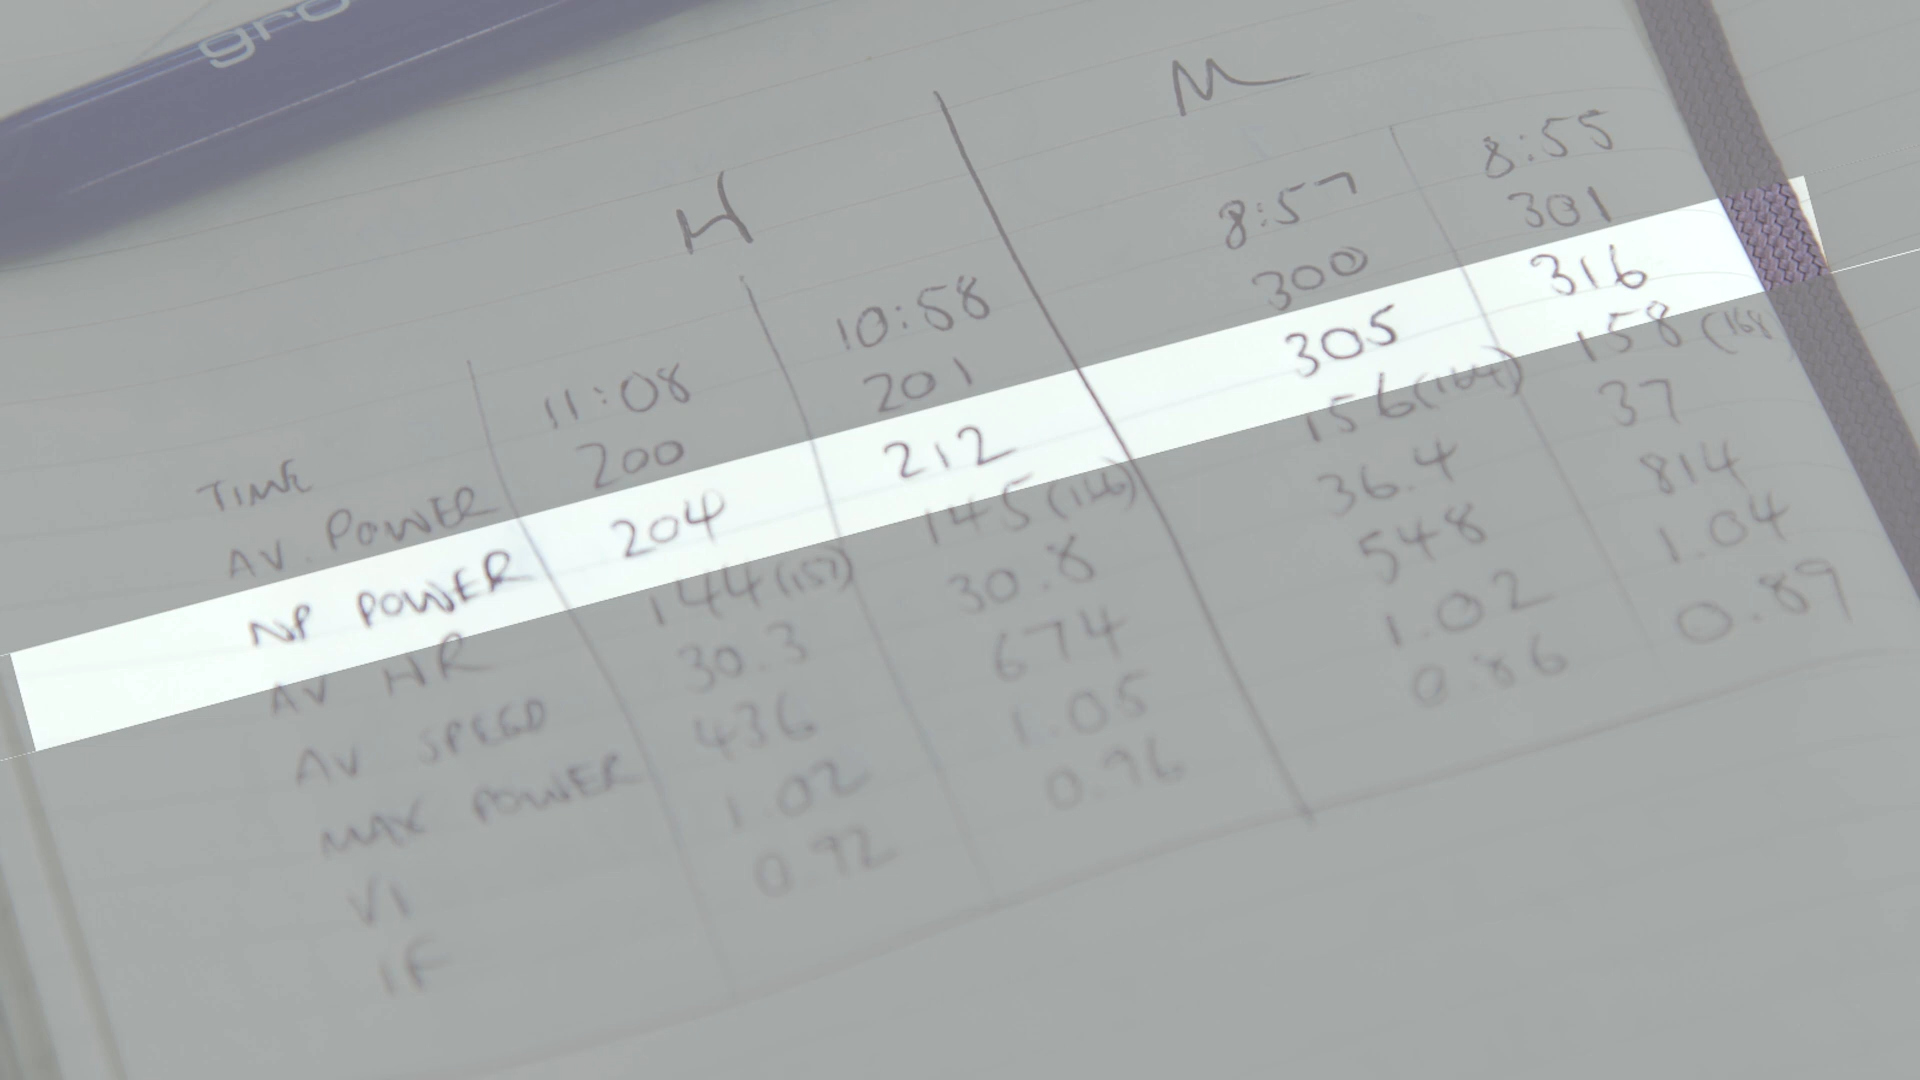 gro
H M
TIME 11:08 10:58 8:57 8:55
AV. POWER 200 201 300 301
NP POWER 204 212 305 316
AV HR 144 (157) 145 (166) 156 (164) 158 (168
AV SPEED 30.3 30.8 36.4 37
MAX POWER 436 674 548 814
VI 1.02 1.05 1.02 1.04
IF 0.92 0.96 0.86 0.89